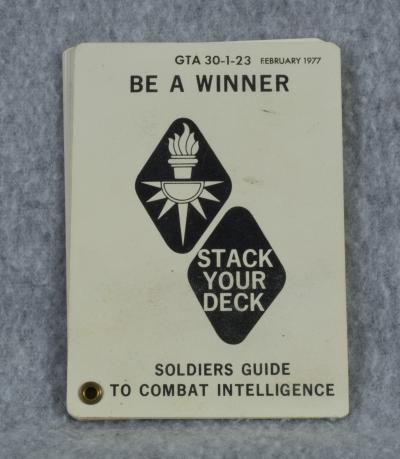 GTA 30-1-23 FEBRUARY 1977
BE A WINNER
STACK
YOUR
DECK
SOLDIERS GUIDE
TO COMBAT INTELLIGENCE